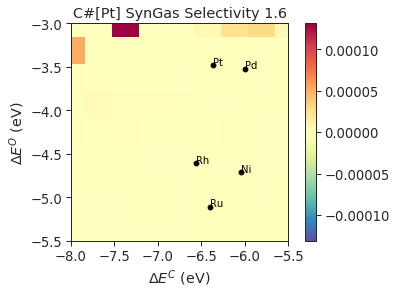 C#[Pt] SynGas Selectivity 1.6
−3.0
−3.5
−4.0
−4.5
−5.0
−5.5
ΔE^O (eV)
Pt
Pd
Rh
Ni
Ru
−8.0 −7.5 −7.0 −6.5 −6.0 −5.5
ΔE^C (eV)
0.00010
0.00005
0.00000
−0.00005
−0.00010